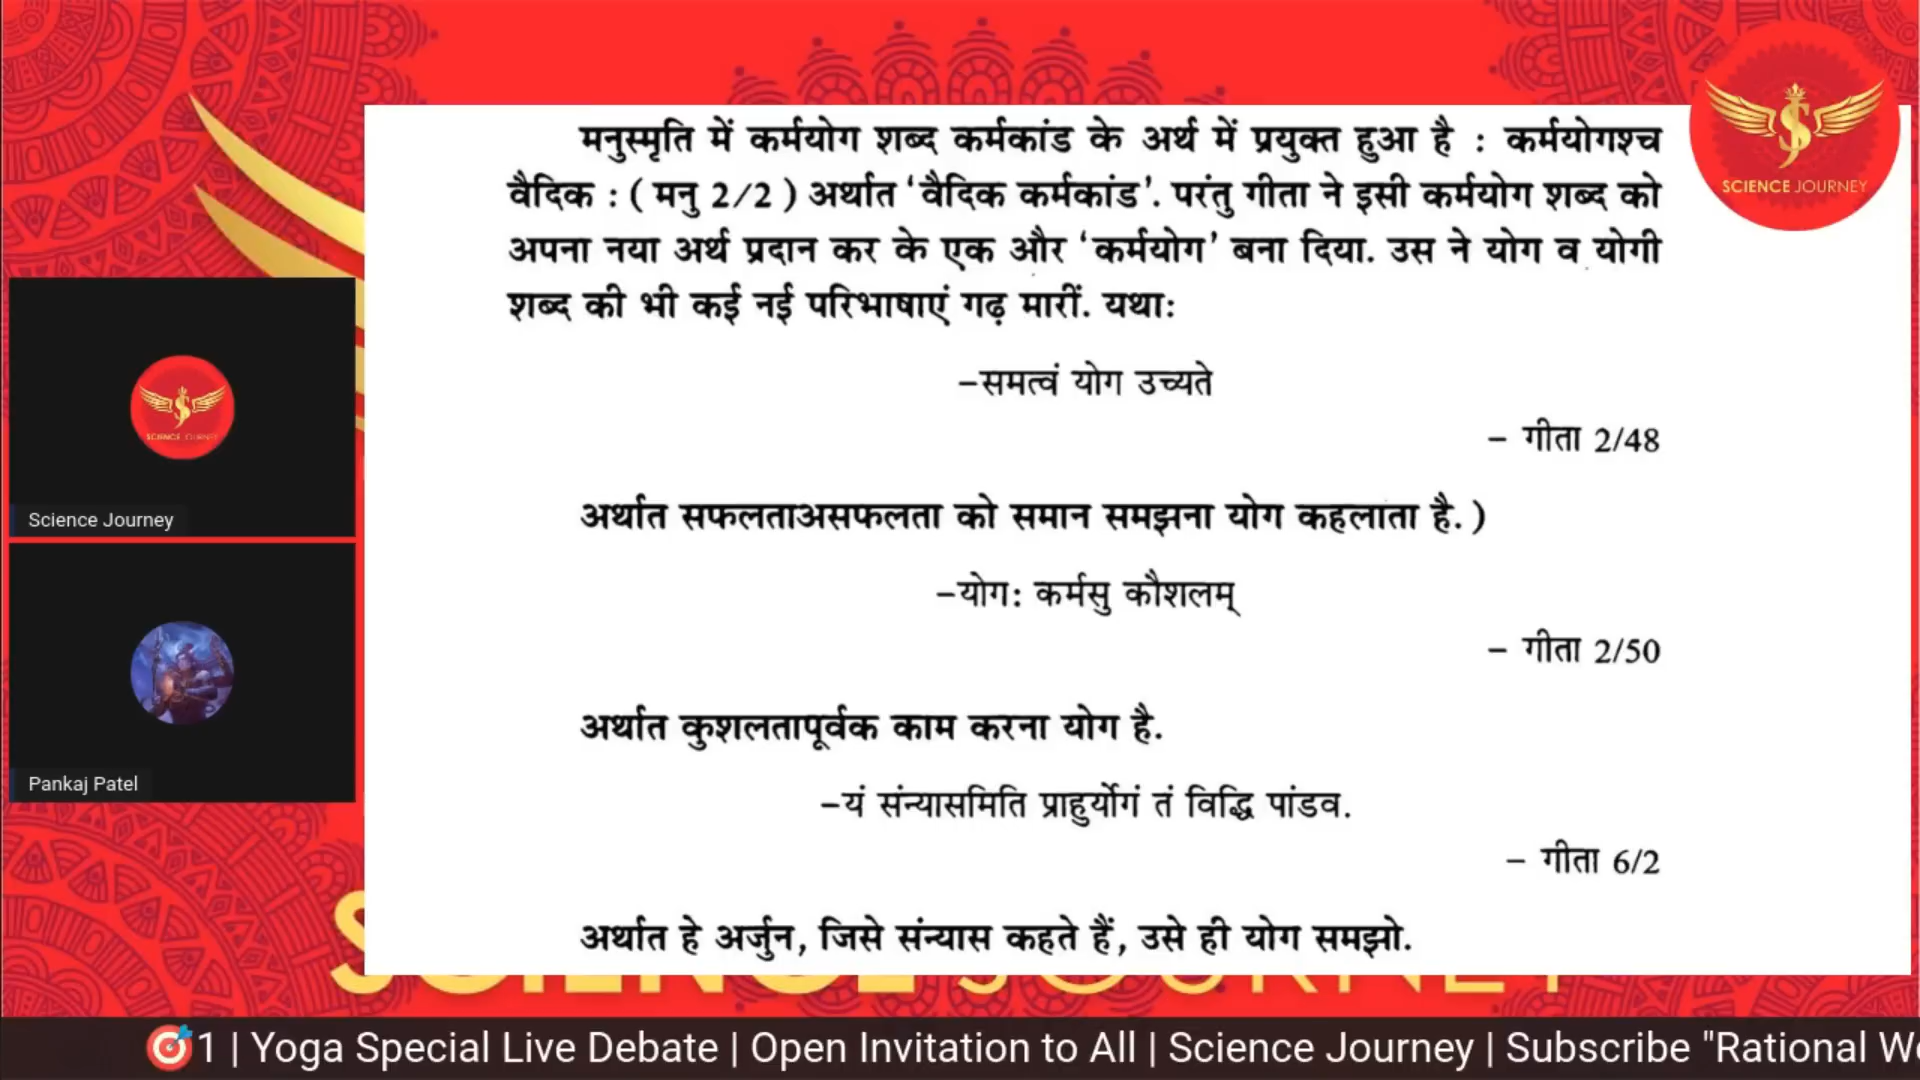 मनुस्मृति में कर्मयोग शब्द कर्मकांड के अर्थ में प्रयुक्त हुआ है : कर्मयोगश्च
वैदिक : ( मनु 2/2 ) अर्थात 'वैदिक कर्मकांड'. परंतु गीता ने इसी कर्मयोग शब्द को
अपना नया अर्थ प्रदान कर के एक और 'कर्मयोग' बना दिया. उस ने योग व योगी
शब्द की भी कई नई परिभाषाएं गढ़ मारीं. यथा:
–समत्वं योग उच्यते
– गीता 2/48
अर्थात सफलताअसफलता को समान समझना योग कहलाता है. )
–योग: कर्मसु कौशलम्
– गीता 2/50
अर्थात कुशलतापूर्वक काम करना योग है.
–यं संन्यासमिति प्राहुर्योगं तं विद्धि पांडव.
– गीता 6/2
अर्थात हे अर्जुन, जिसे संन्यास कहते हैं, उसे ही योग समझो.
SCIENCE JOURNEY
SCIENCE JOURNEY
Science Journey
Pankaj Patel
SCIENCE JOURNEY
1 | Yoga Special Live Debate | Open Invitation to All | Science Journey | Subscribe "Rational